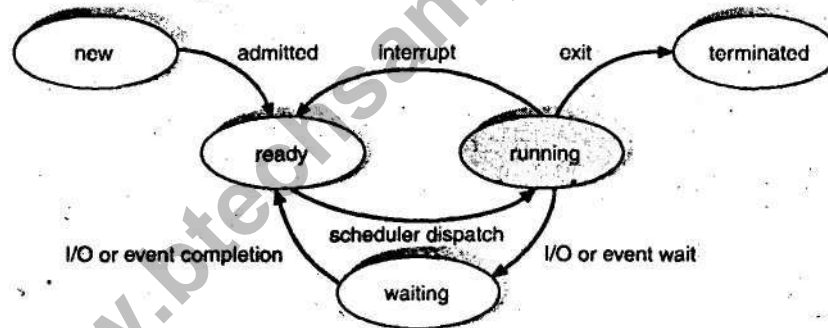 new
admitted
interrupt
exit
terminated
ready
running
scheduler dispatch
I/O or event completion
I/O or event wait
waiting